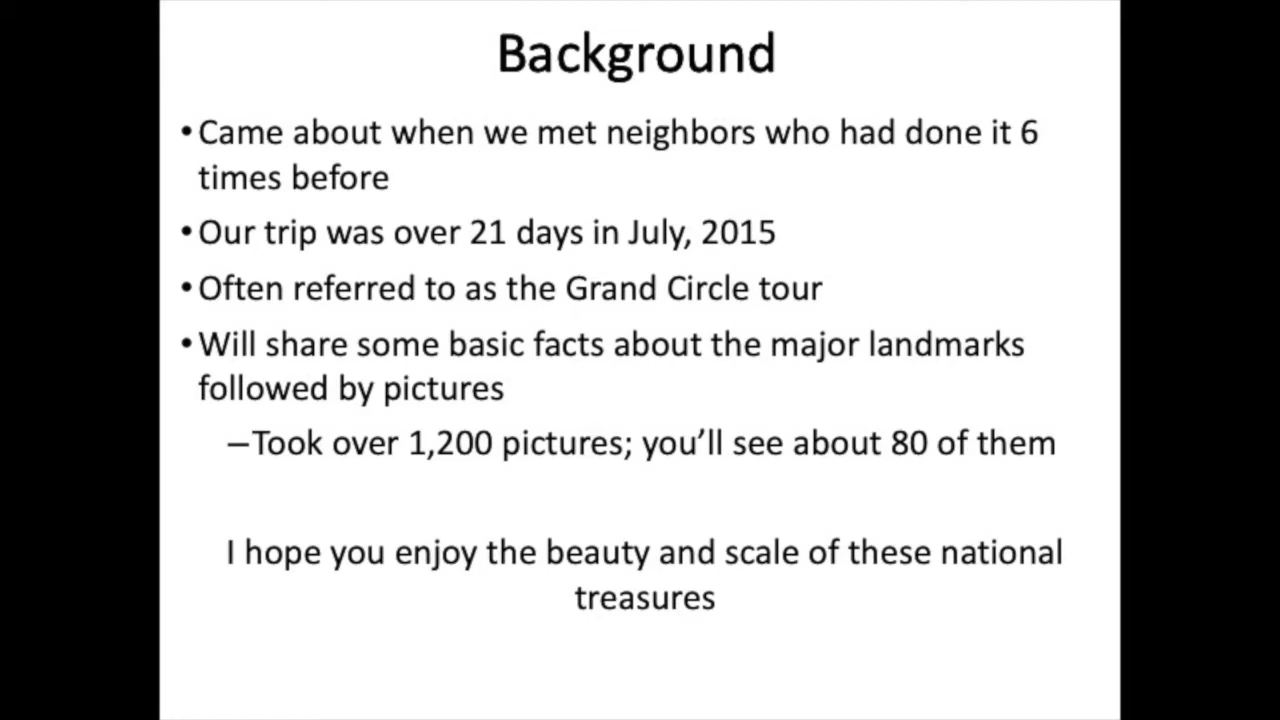 Background
•Came about when we met neighbors who had done it 6
times before
•Our trip was over 21 days in July, 2015
•Often referred to as the Grand Circle tour
•Will share some basic facts about the major landmarks
followed by pictures
–Took over 1,200 pictures; you’ll see about 80 of them
I hope you enjoy the beauty and scale of these national
treasures